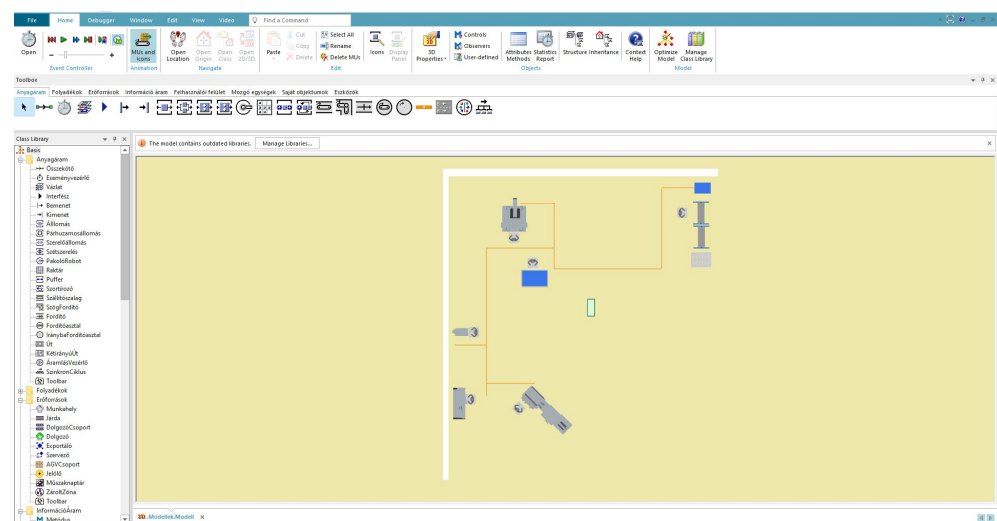 File Home Debugger Window Edit View Video Find a Command
Open
Event Controller
MUs and Icons
Animation
Open Location
Open Origin
Open Class
Open 2D/3D
Navigate
Paste
Cut
Copy
Delete
Select All
Rename
Delete MUs
Edit
Icons
Display Panel
3D Properties
Controls
Observers
User-defined
Attributes Methods
Statistics Report
Structure
Inheritance
Context Help
Objects
Optimize Model
Manage Class Library
Model
Toolbox
Anyagáram Folyadékok Erőforrások Információ áram Felhasználói felület Mozgó egységek Saját objektumok Eszközök
Class Library
The model contains outdated libraries. Manage Libraries...
Basis
Anyagáram
Összekötő
Eseményvezérlő
Vázlat
Interfész
Bemenet
Kimenet
Állomás
Párhuzamosállomás
Szerelőállomás
Szétszerelés
PakolóRobot
Raktár
Puffer
Szortírozó
Szállítószalag
SzögFordító
Fordító
Fordítóasztal
IránybaFordítóasztal
Út
KétirányúÚt
ÁramlásVezérlő
SzinkronCiklus
Toolbar
Folyadékok
Erőforrások
Munkahely
Járda
DolgozóCsoport
Dolgozó
Exportáló
Szervező
AGVCsoport
Jelölő
Műszaknaptár
ZároltZóna
Toolbar
InformációÁram
Metódus
3D .Modellek.Modell